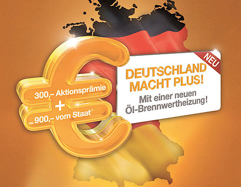 NEU
DEUTSCHLAND
MACHT PLUS!
Mit einer neuen
Öl-Brennwertheizung!
300,- Aktionsprämie
+
900,- vom Staat